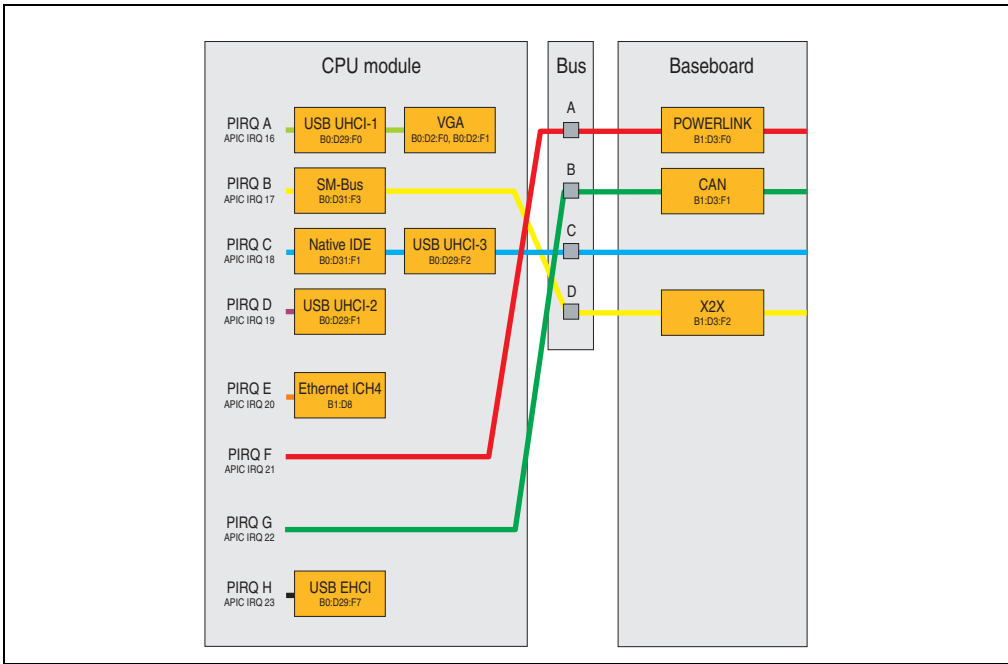 CPU module
Bus
Baseboard
PIRQ A
APIC IRQ 16
USB UHCI-1
B0:D29:F0
VGA
B0:D2:F0, B0:D2:F1
A
POWERLINK
B1:D3:F0
PIRQ B
APIC IRQ 17
SM-Bus
B0:D31:F3
B
CAN
B1:D3:F1
PIRQ C
APIC IRQ 18
Native IDE
B0:D31:F1
USB UHCI-3
B0:D29:F2
C
PIRQ D
APIC IRQ 19
USB UHCI-2
B0:D29:F1
D
X2X
B1:D3:F2
PIRQ E
APIC IRQ 20
Ethernet ICH4
B1:D8
PIRQ F
APIC IRQ 21
PIRQ G
APIC IRQ 22
PIRQ H
APIC IRQ 23
USB EHCI
B0:D29:F7